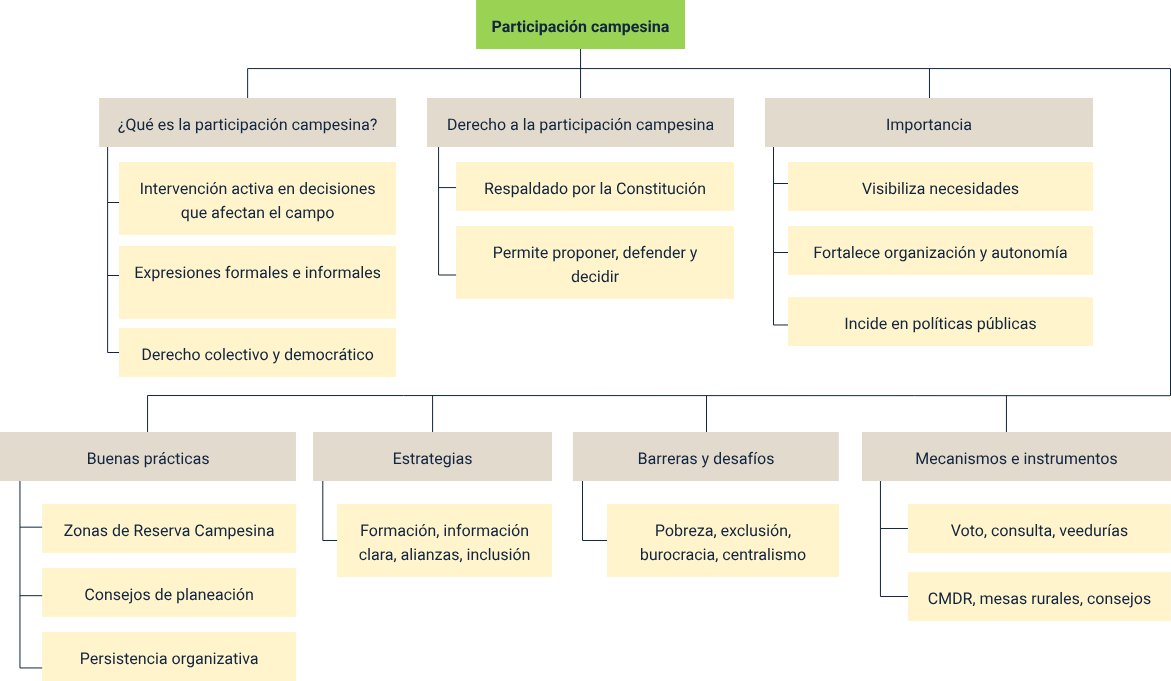 Participación campesina
¿Qué es la participación campesina?
Intervención activa en decisiones
que afectan el campo
Expresiones formales e informales
Derecho colectivo y democrático
Derecho a la participación campesina
Respaldado por la Constitución
Permite proponer, defender y
decidir
Importancia
Visibiliza necesidades
Fortalece organización y autonomía
Incide en políticas públicas
Buenas prácticas
Zonas de Reserva Campesina
Consejos de planeación
Persistencia organizativa
Estrategias
Formación, información
clara, alianzas, inclusión
Barreras y desafíos
Pobreza, exclusión,
burocracia, centralismo
Mecanismos e instrumentos
Voto, consulta, veedurías
CMDR, mesas rurales, consejos